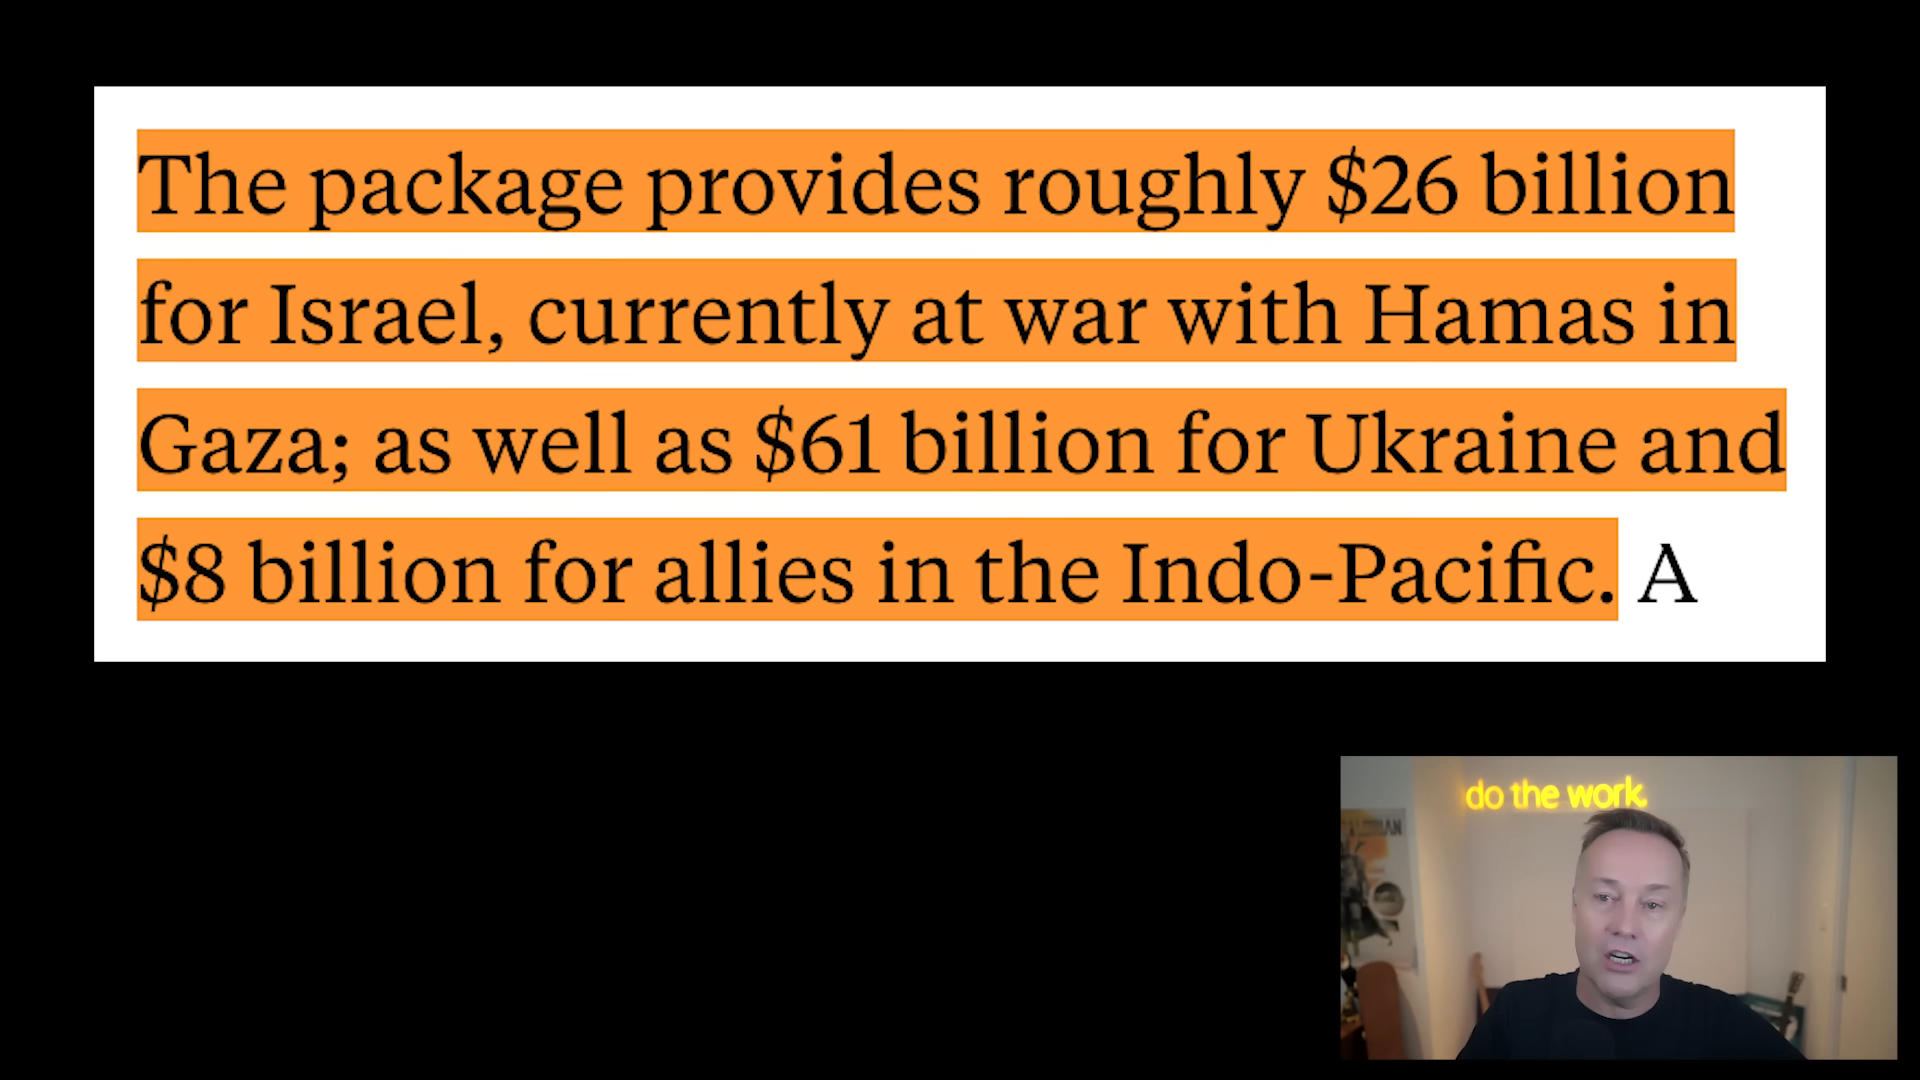 The package provides roughly $26 billion
for Israel, currently at war with Hamas in
Gaza; as well as $61 billion for Ukraine and
$8 billion for allies in the Indo-Pacific. A
do the work.